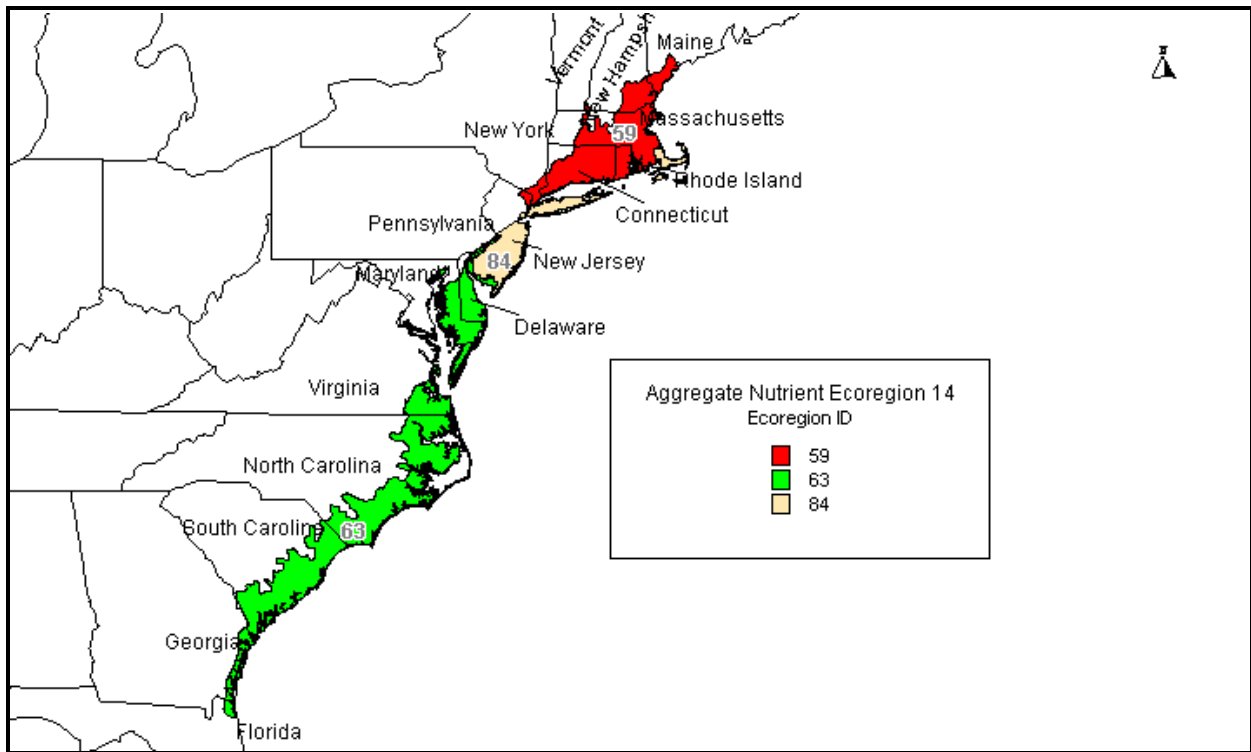 Maine
Vermont
ew Hampsh
Massachusetts
New York
59
Rhode Island
Connecticut
Pennsylvania
New Jersey
84
Maryland
Delaware
Virginia
Aggregate Nutrient Ecoregion 14
Ecoregion ID
59
63
84
North Carolina
South Carolina
63
Georgia
Florida